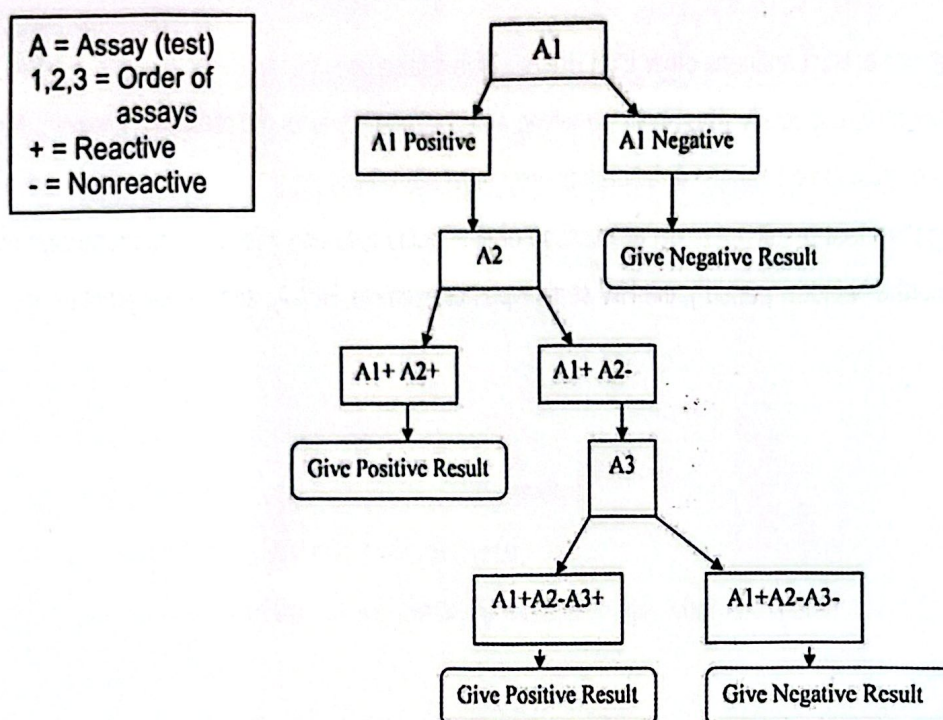 A = Assay (test)
1,2,3 = Order of
assays
+ = Reactive
- = Nonreactive
A1
A1 Positive
A1 Negative
A2
Give Negative Result
A1+ A2+
A1+ A2-
Give Positive Result
A3
A1+A2-A3+
A1+A2-A3-
Give Positive Result
Give Negative Result